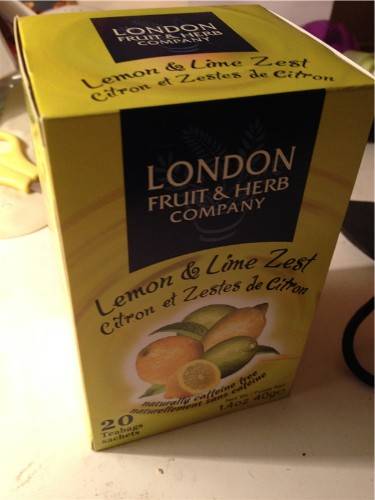 LONDON
FRUIT & HERB
COMPANY
Lemon & Lime Zest
Citron et Zestes de Citron
LONDON
FRUIT & HERB
COMPANY
Lemon & Lime Zest
Citron et Zestes de Citron
naturally caffeine free
naturellement sans caféine
20
Teabags
sachets
1.4oz 40g